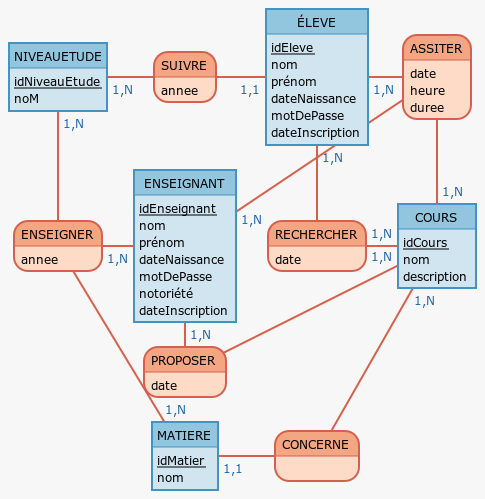 NIVEAUETUDE
idNiveauEtude
noM
SUIVRE
annee
ÉLEVE
idEleve
nom
prénom
dateNaissance
motDePasse
dateInscription
ASSITER
date
heure
duree
1,N
1,1
1,N
1,N
1,N
1,N
ENSEIGNANT
idEnseignant
nom
prénom
dateNaissance
motDePasse
notoriété
dateInscription
1,N
ENSEIGNER
annee
1,N
RECHERCHER
date
1,N
1,N
COURS
idCours
nom
description
1,N
1,N
PROPOSER
date
1,N
MATIERE
idMatier
nom
1,1
CONCERNE